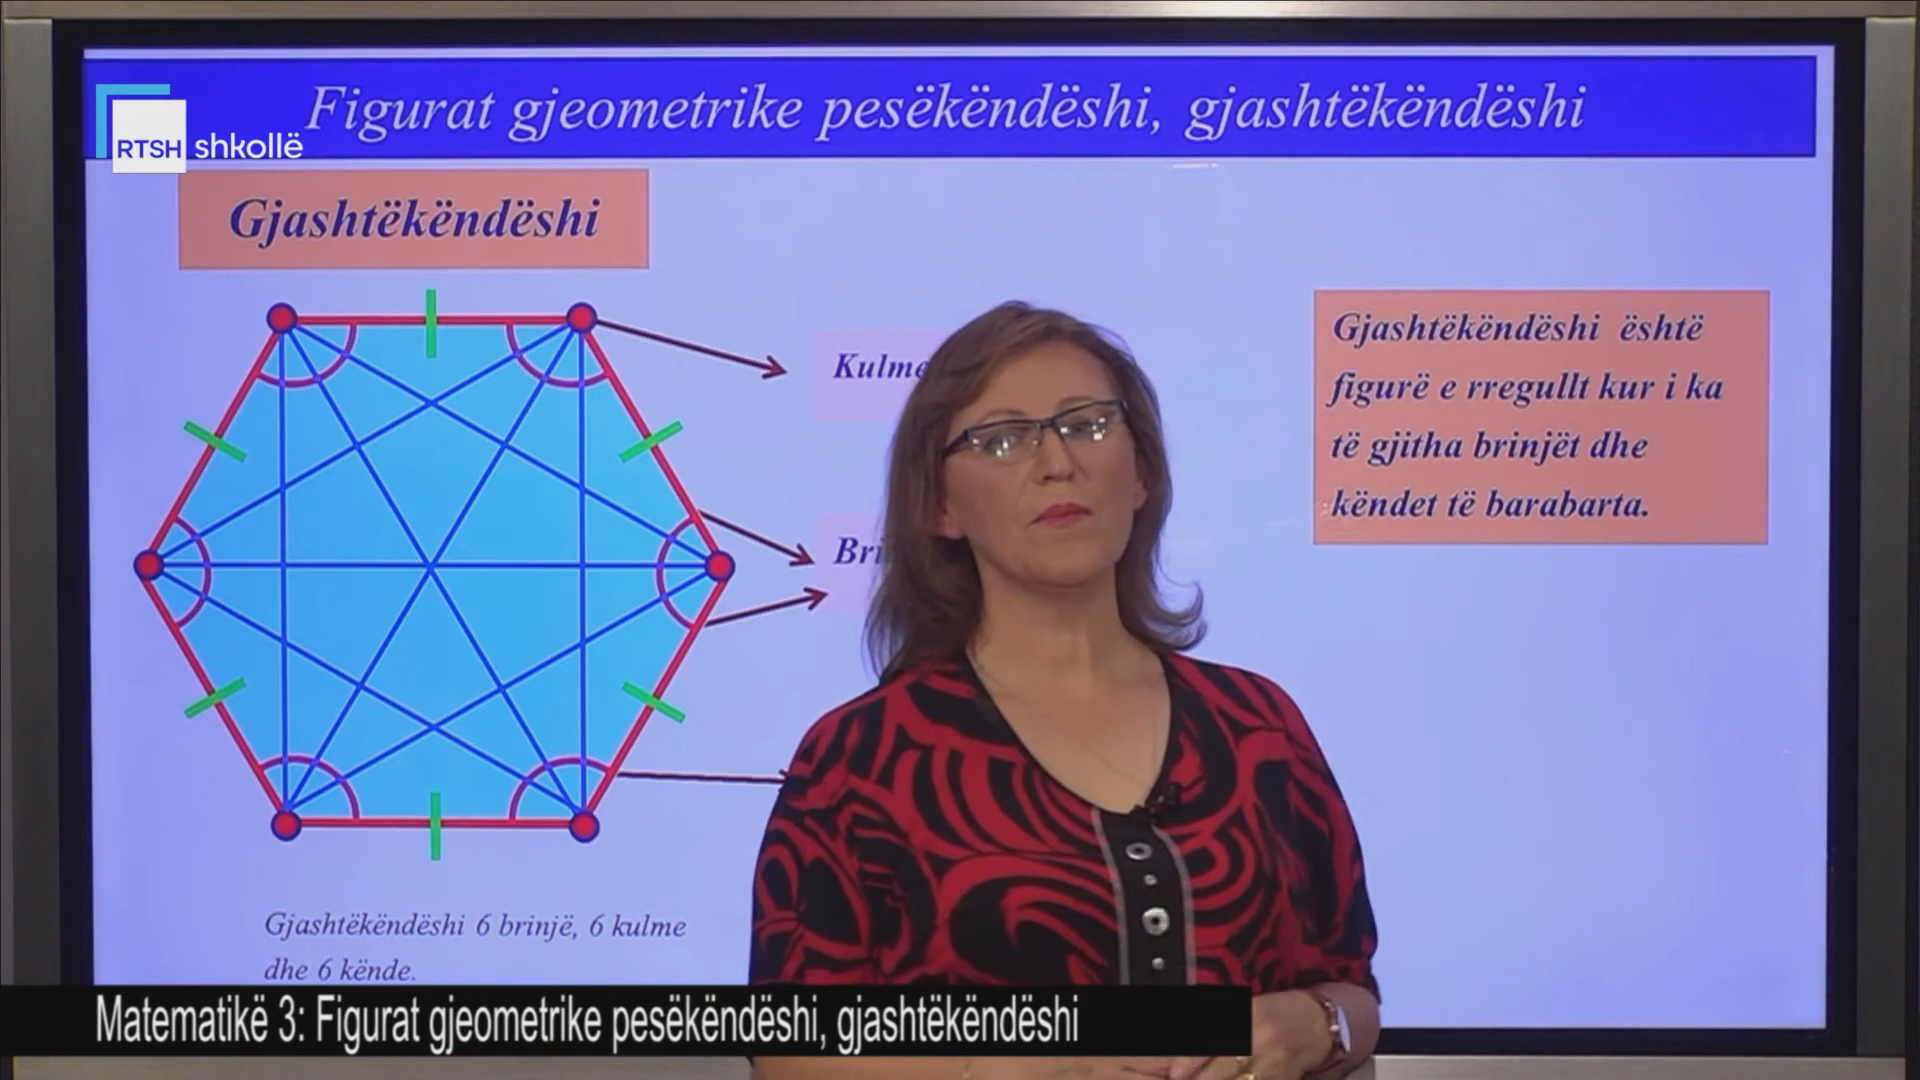 Figurat gjeometrike pesëkëndëshi, gjashtëkëndëshi
RTSH shkollë
Gjashtëkëndëshi
Gjashtëkëndëshi është
figurë e rregullt kur i ka
të gjitha brinjët dhe
këndet të barabarta.
Gjashtëkëndëshi 6 brinjë, 6 kulme
dhe 6 kënde.
Matematikë 3: Figurat gjeometrike pesëkëndëshi, gjashtëkëndëshi